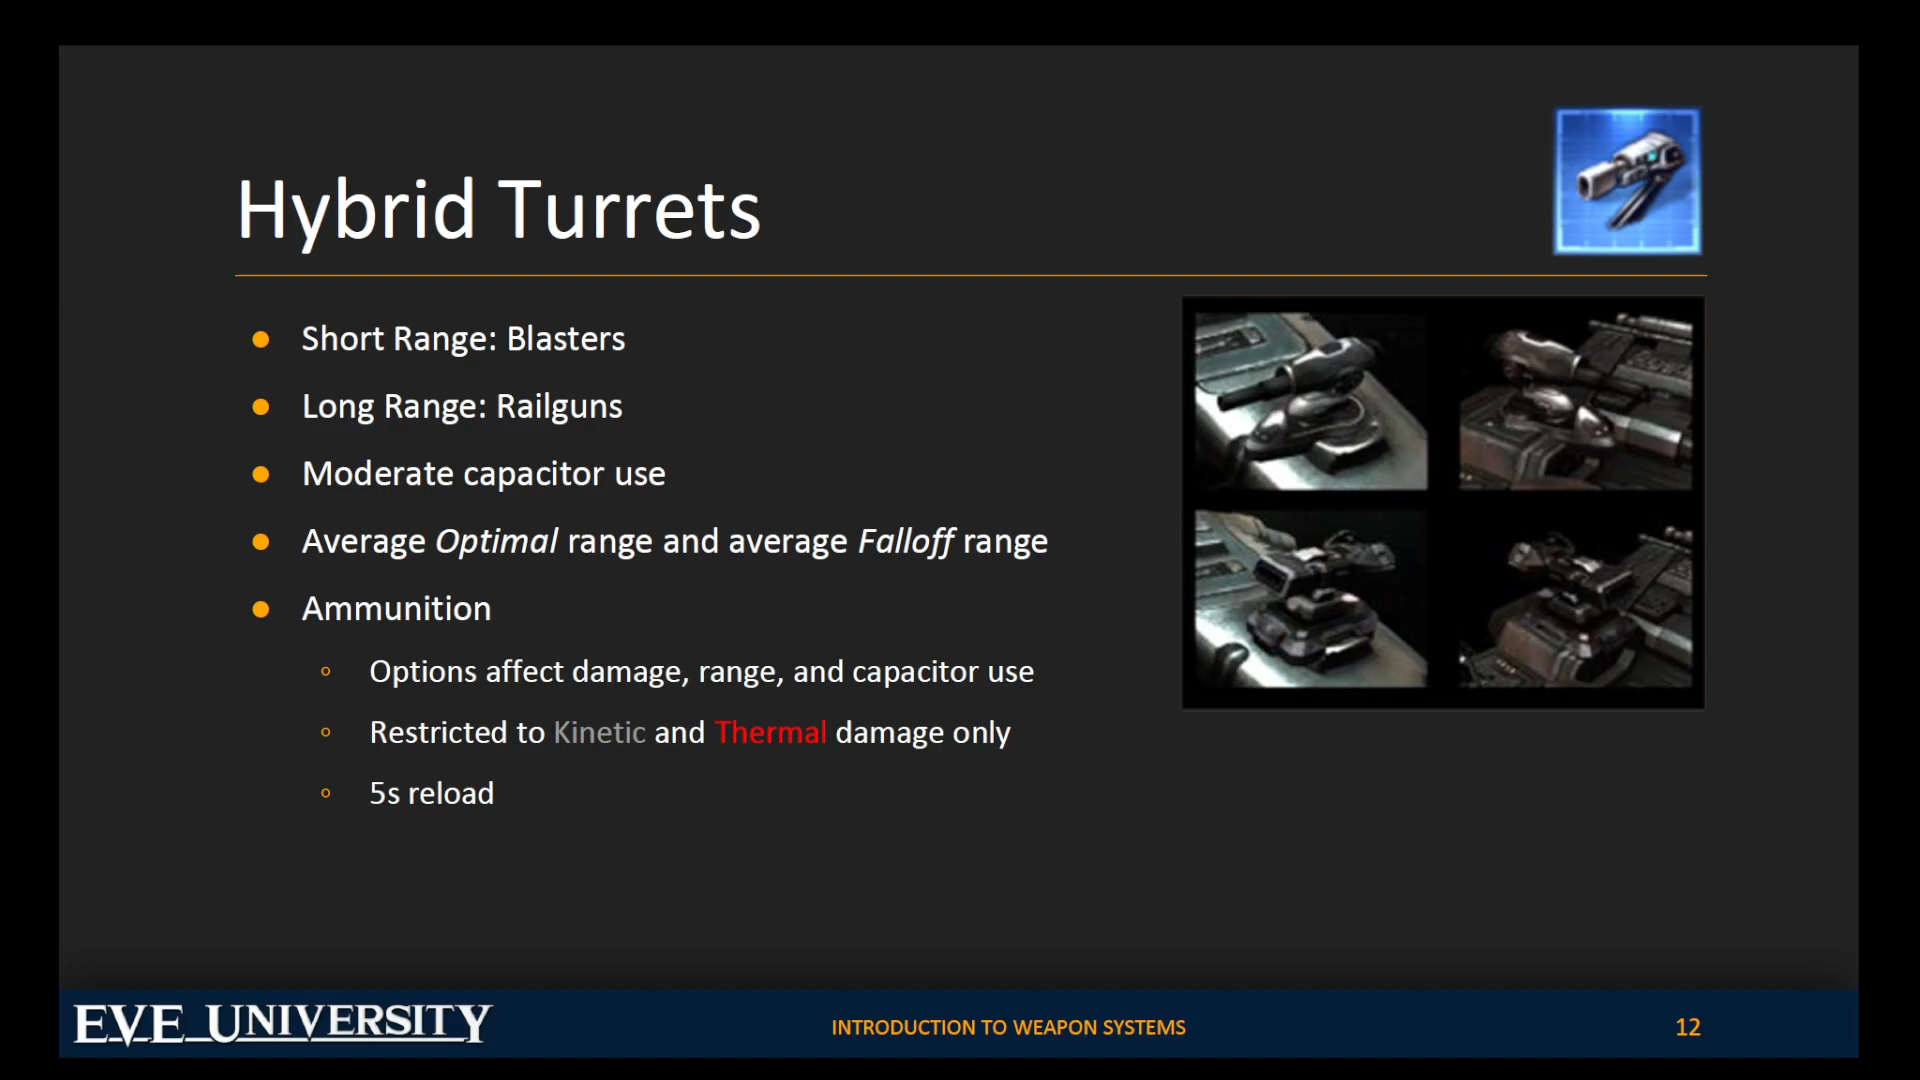 Hybrid Turrets
Short Range: Blasters
Long Range: Railguns
Moderate capacitor use
Average Optimal range and average Falloff range
Ammunition
Options affect damage, range, and capacitor use
Restricted to Kinetic and Thermal damage only
5s reload
EVE UNIVERSITY
INTRODUCTION TO WEAPON SYSTEMS
12